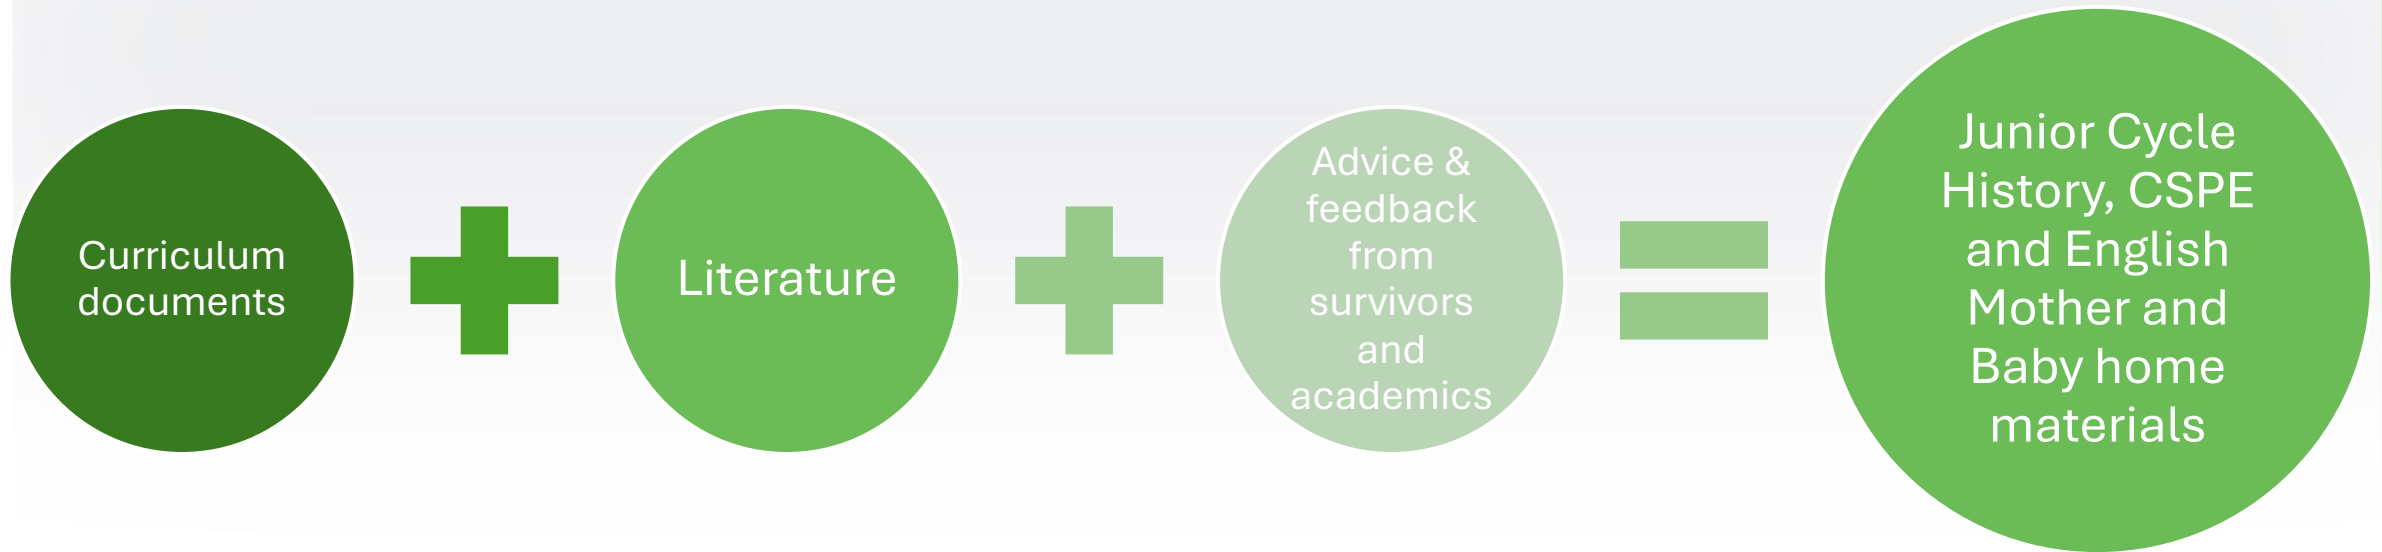 Curriculum
documents
Literature
Advice &
feedback
from
survivors
and
academics
Junior Cycle
History, CSPE
and English
Mother and
Baby home
materials